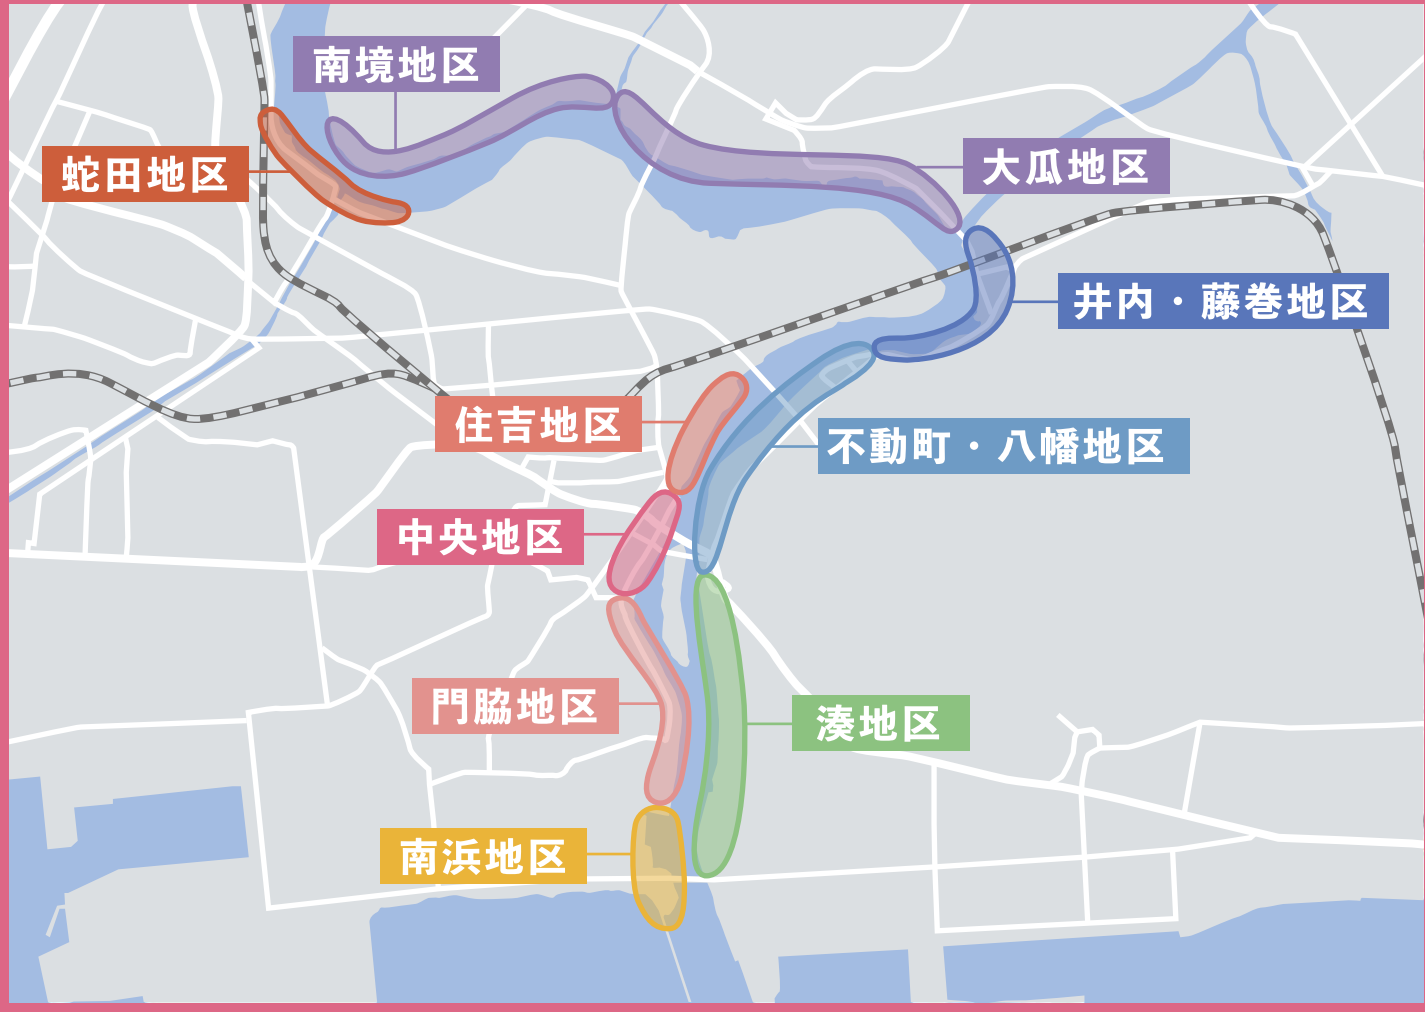 南境地区
大瓜地区
蛇田地区
井内・藤巻地区
住吉地区
不動町・八幡地区
中央地区
門脇地区
湊地区
南浜地区